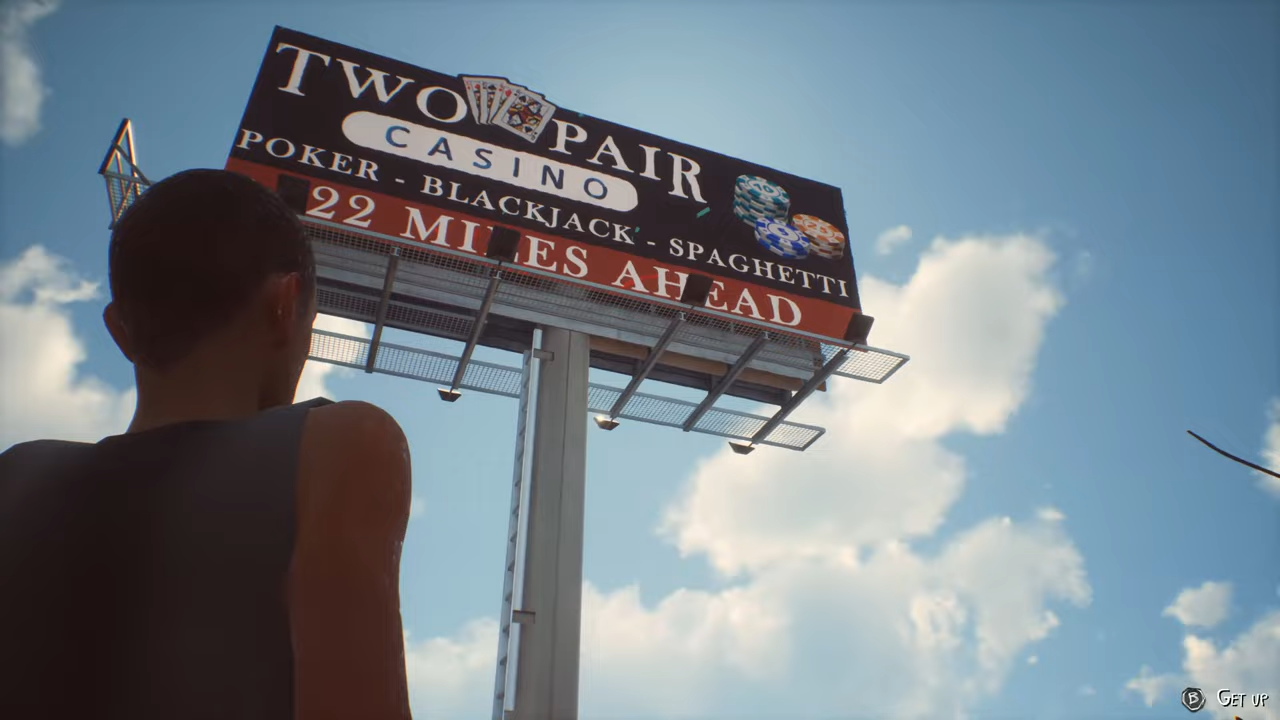 TWO PAIR
CASINO
POKER - BLACKJACK - SPAGHETTI
22 MILES AHEAD
B GET UP